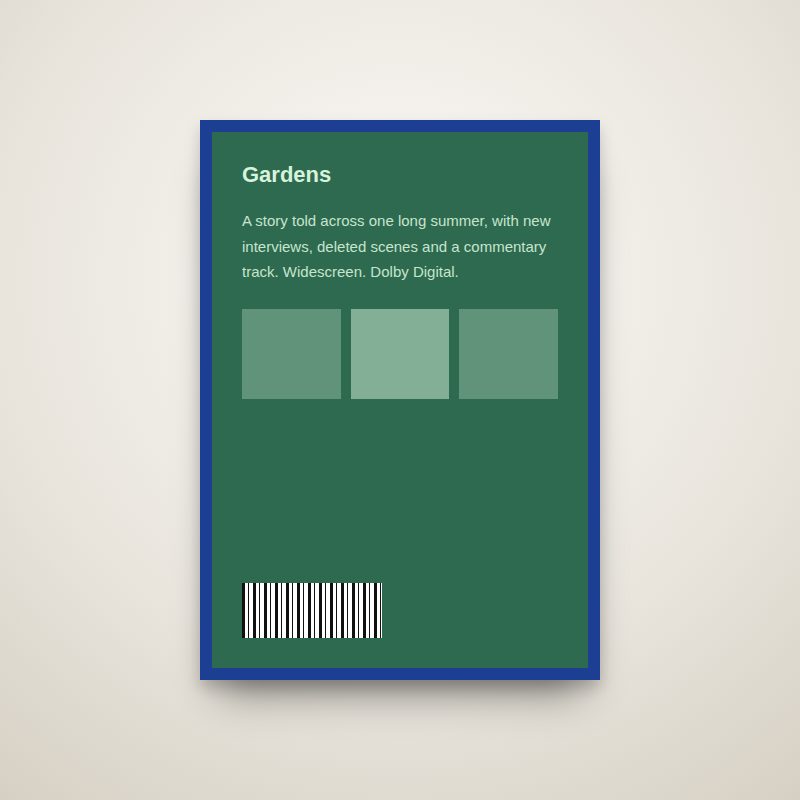 Gardens
A story told across one long summer, with new
interviews, deleted scenes and a commentary
track. Widescreen. Dolby Digital.